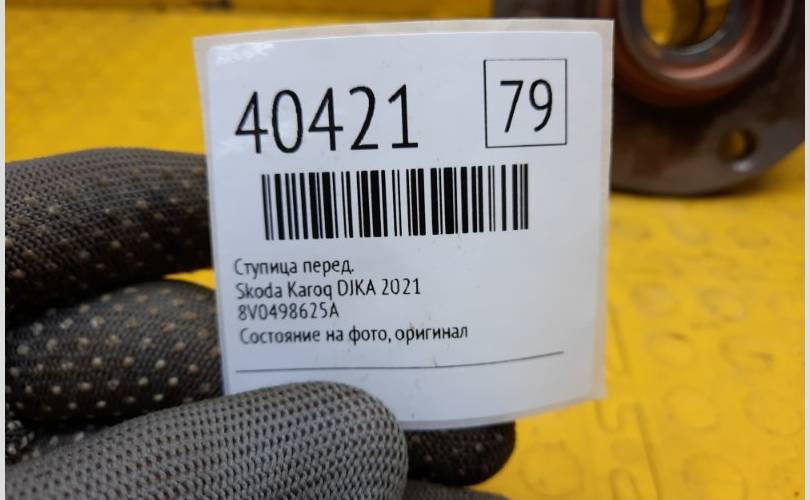 40421
79
Ступица перед.
Skoda Karoq DJKA 2021
8V0498625A
Состояние на фото, оригинал